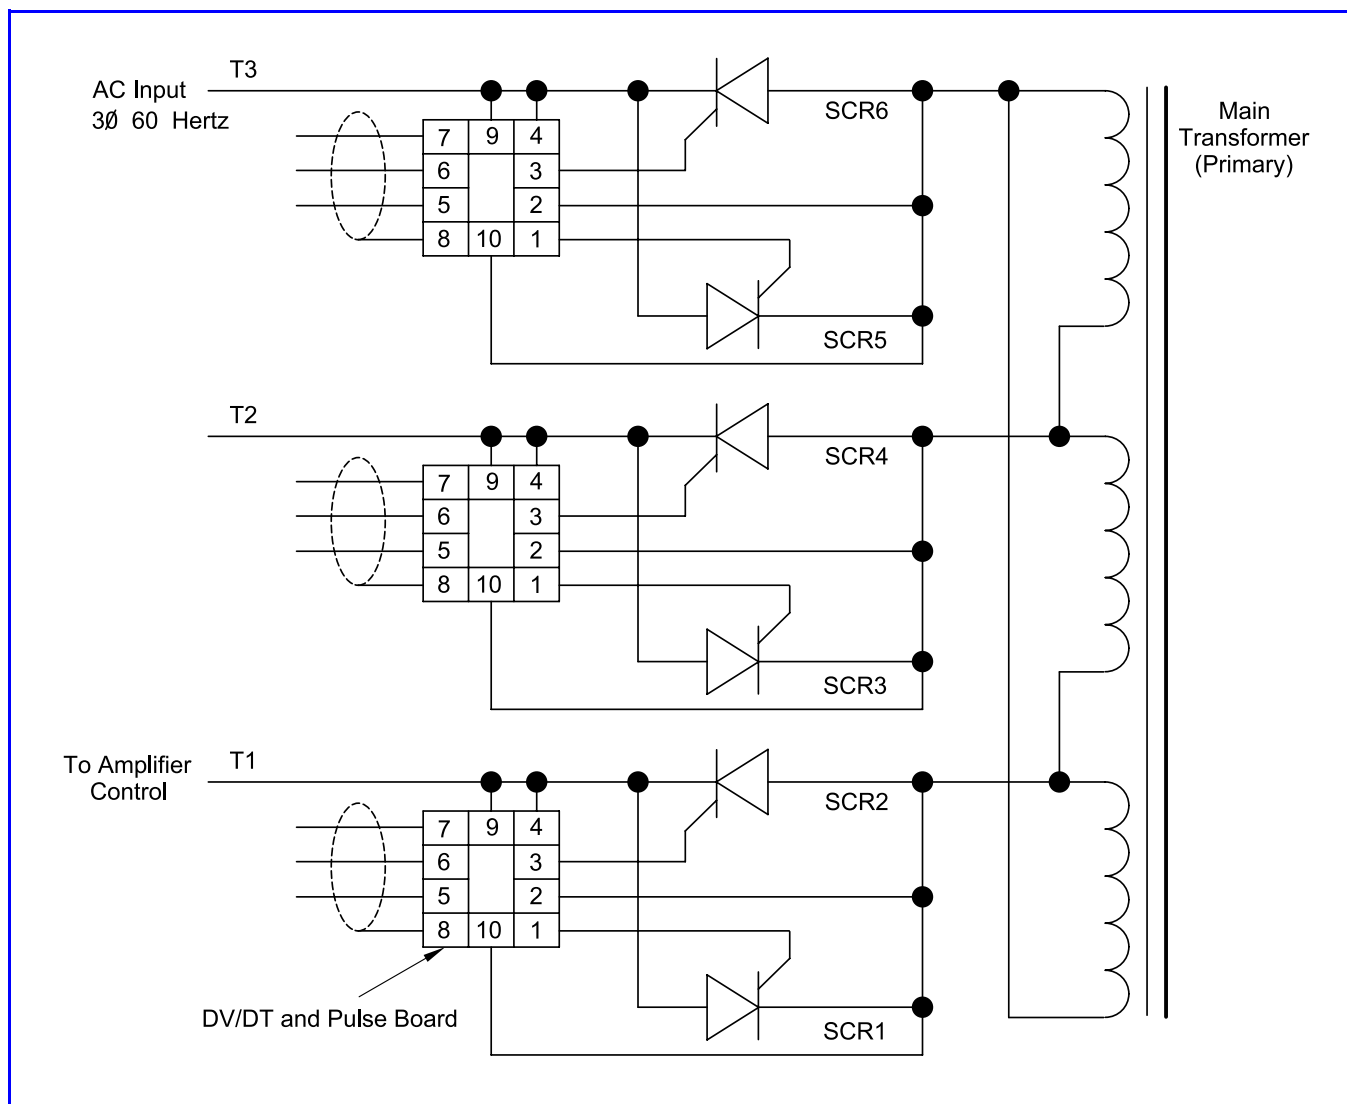 T3
AC Input
3Ø 60 Hertz
SCR6
Main
Transformer
(Primary)
7 9 4
6 3
5 2
8 10 1
SCR5
T2
SCR4
7 9 4
6 3
5 2
8 10 1
SCR3
T1
To Amplifier
Control
SCR2
7 9 4
6 3
5 2
8 10 1
DV/DT and Pulse Board
SCR1